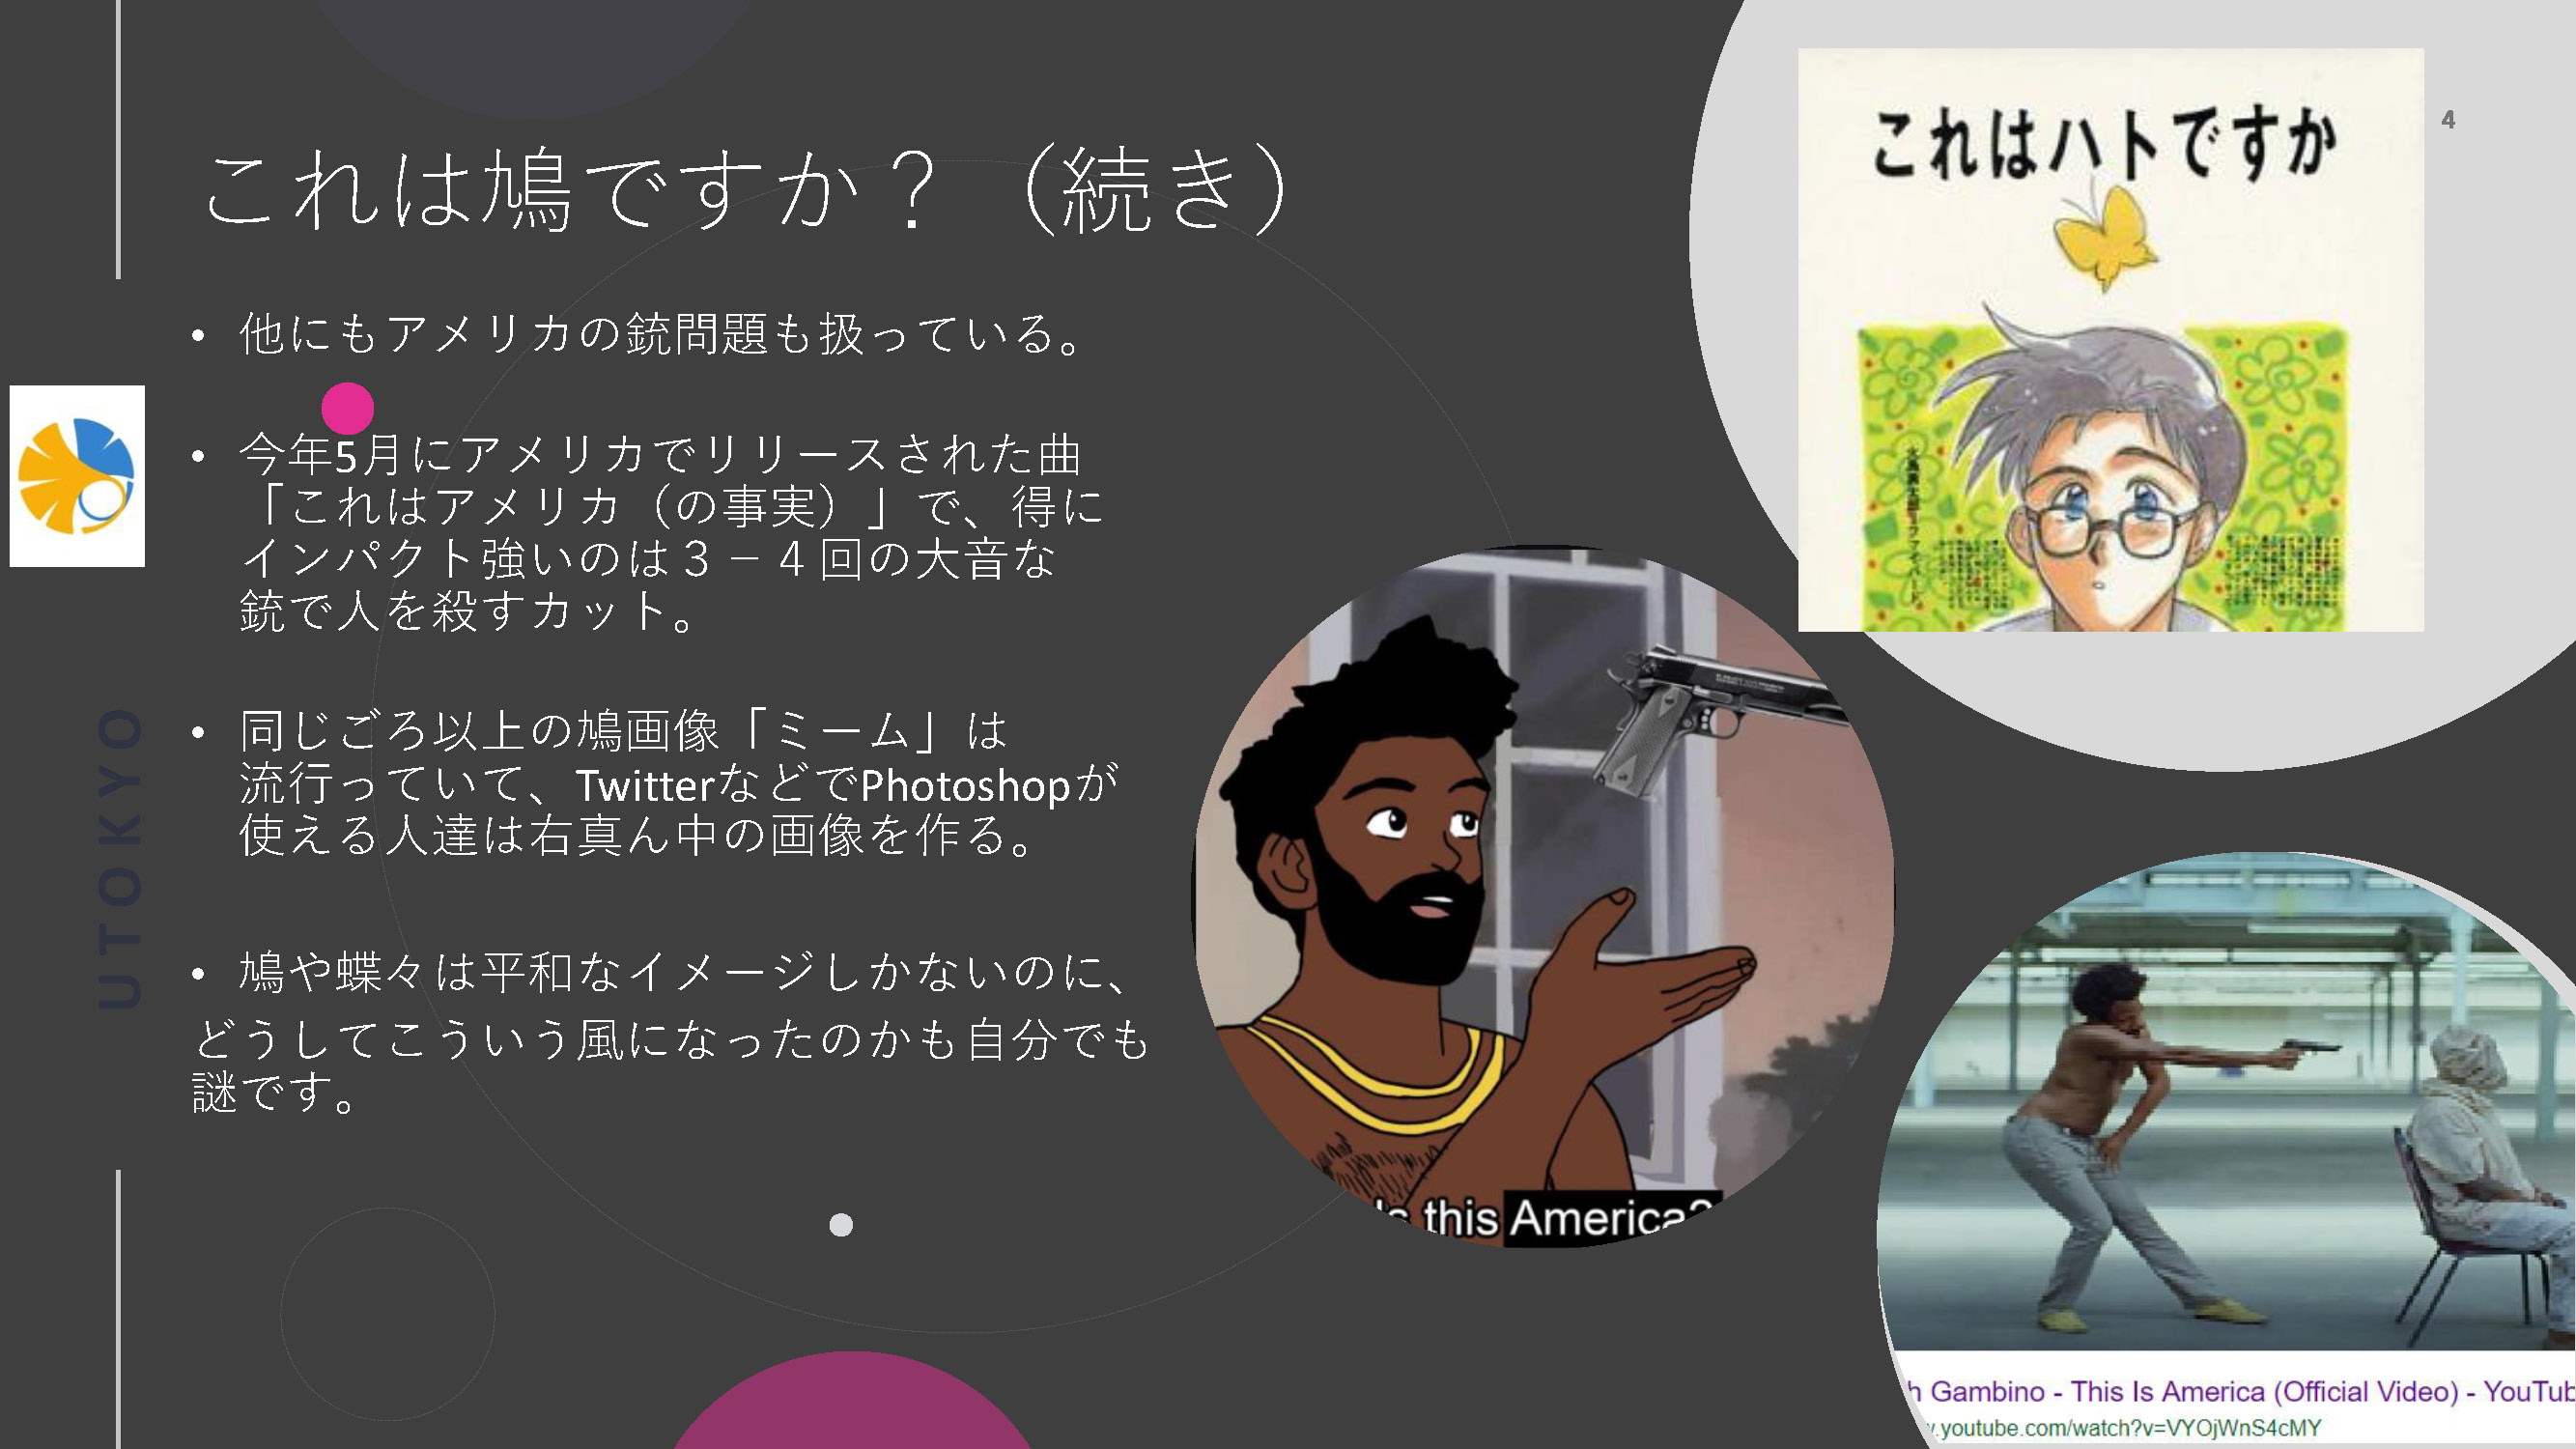 4
これは鳩ですか？（続き）
• 他にもアメリカの銃問題も扱っている。
• 今年5月にアメリカでリリースされた曲
「これはアメリカ（の事実）」で、得に
インパクト強いのは３－４回の大音な
銃で人を殺すカット。
• 同じごろ以上の鳩画像「ミーム」は
流行っていて、TwitterなどでPhotoshopが
使える人達は右真ん中の画像を作る。
• 鳩や蝶々は平和なイメージしかないのに、
どうしてこういう風になったのかも自分でも
謎です。
UTOKYO
これはハトですか
Is this America?
h Gambino - This Is America (Official Video) - YouTub
.youtube.com/watch?v=VYOjWnS4cMY